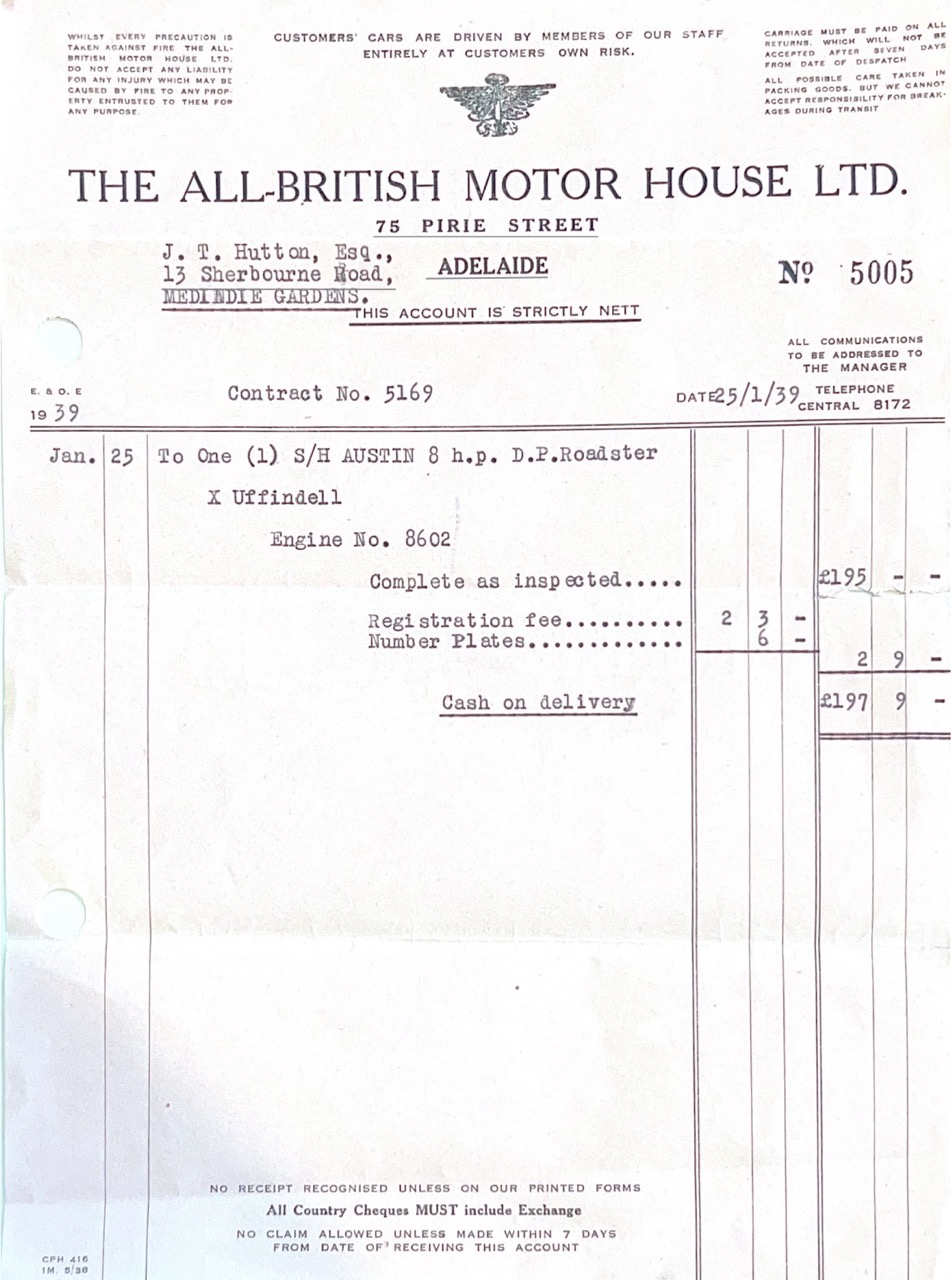 WHILST EVERY PRECAUTION IS
TAKEN AGAINST FIRE THE ALL-
BRITISH MOTOR HOUSE LTD.
DO NOT ACCEPT ANY LIABILITY
FOR ANY INJURY WHICH MAY BE
CAUSED BY FIRE TO ANY PROP-
ERTY ENTRUSTED TO THEM FOR
ANY PURPOSE.
CUSTOMERS' CARS ARE DRIVEN BY MEMBERS OF OUR STAFF
ENTIRELY AT CUSTOMERS OWN RISK.
CARRIAGE MUST BE PAID ON ALL
RETURNS. WHICH WILL NOT BE
ACCEPTED AFTER SEVEN DAYS
FROM DATE OF DESPATCH
ALL POSSIBLE CARE TAKEN IN
PACKING GOODS. BUT WE CANNOT
ACCEPT RESPONSIBILITY FOR BREAK-
AGES DURING TRANSIT
THE ALL-BRITISH MOTOR HOUSE LTD.
75 PIRIE STREET
ADELAIDE
J. T. Hutton, Esq.,
13 Sherbourne Road,
MEDINDIE GARDENS.
Nº 5005
THIS ACCOUNT IS STRICTLY NETT
ALL COMMUNICATIONS
TO BE ADDRESSED TO
THE MANAGER
TELEPHONE
CENTRAL 8172
E. & O. E
1939
Contract No. 5169
DATE 25/1/39
Jan. 25 To One (1) S/H AUSTIN 8 h.p. D.P.Roadster
X Uffindell
Engine No. 8602
Complete as inspected..... £195 - -
Registration fee.......... 2 3 -
Number Plates............. 6 -
2 9 -
Cash on delivery £197 9 -
NO RECEIPT RECOGNISED UNLESS ON OUR PRINTED FORMS
All Country Cheques MUST include Exchange
NO CLAIM ALLOWED UNLESS MADE WITHIN 7 DAYS
FROM DATE OF RECEIVING THIS ACCOUNT
CPH 416
1M. 5/38